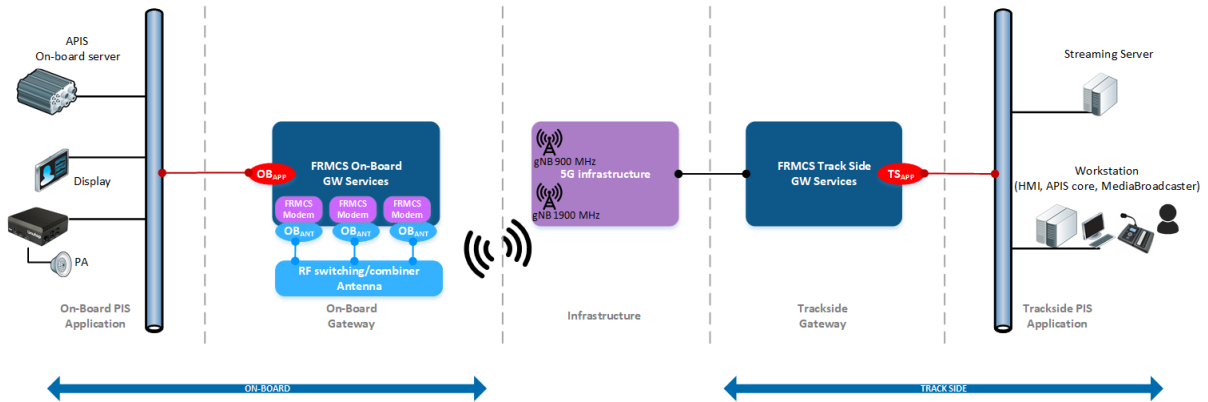 APIS
On-board server
Display
PA
On-Board PIS
Application
OBAPP
FRMCS On-Board
GW Services
FRMCS
Modem
FRMCS
Modem
FRMCS
Modem
OBANT
OBANT
OBANT
RF switching/combiner
Antenna
On-Board
Gateway
gNB 900 MHz
5G infrastructure
gNB 1900 MHz
Infrastructure
FRMCS Track Side
GW Services
TSAPP
Trackside
Gateway
Streaming Server
Workstation
(HMI, APIS core, MediaBroadcaster)
Trackside PIS
Application
ON-BOARD
TRACK SIDE